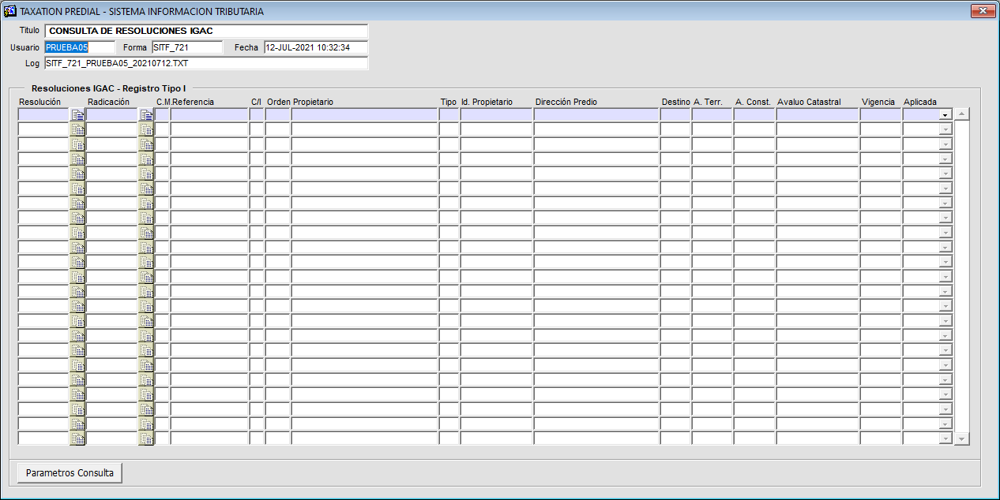 TAXATION PREDIAL - SISTEMA INFORMACION TRIBUTARIA
Titulo CONSULTA DE RESOLUCIONES IGAC
Usuario PRUEBA05 Forma SITF_721 Fecha 12-JUL-2021 10:32:34
Log SITF_721_PRUEBA05_20210712.TXT
Resoluciones IGAC - Registro Tipo I
Resolución Radicación C.M. Referencia C/I Orden Propietario Tipo Id. Propietario Dirección Predio Destino A. Terr. A. Const. Avaluo Catastral Vigencia Aplicada
Parametros Consulta